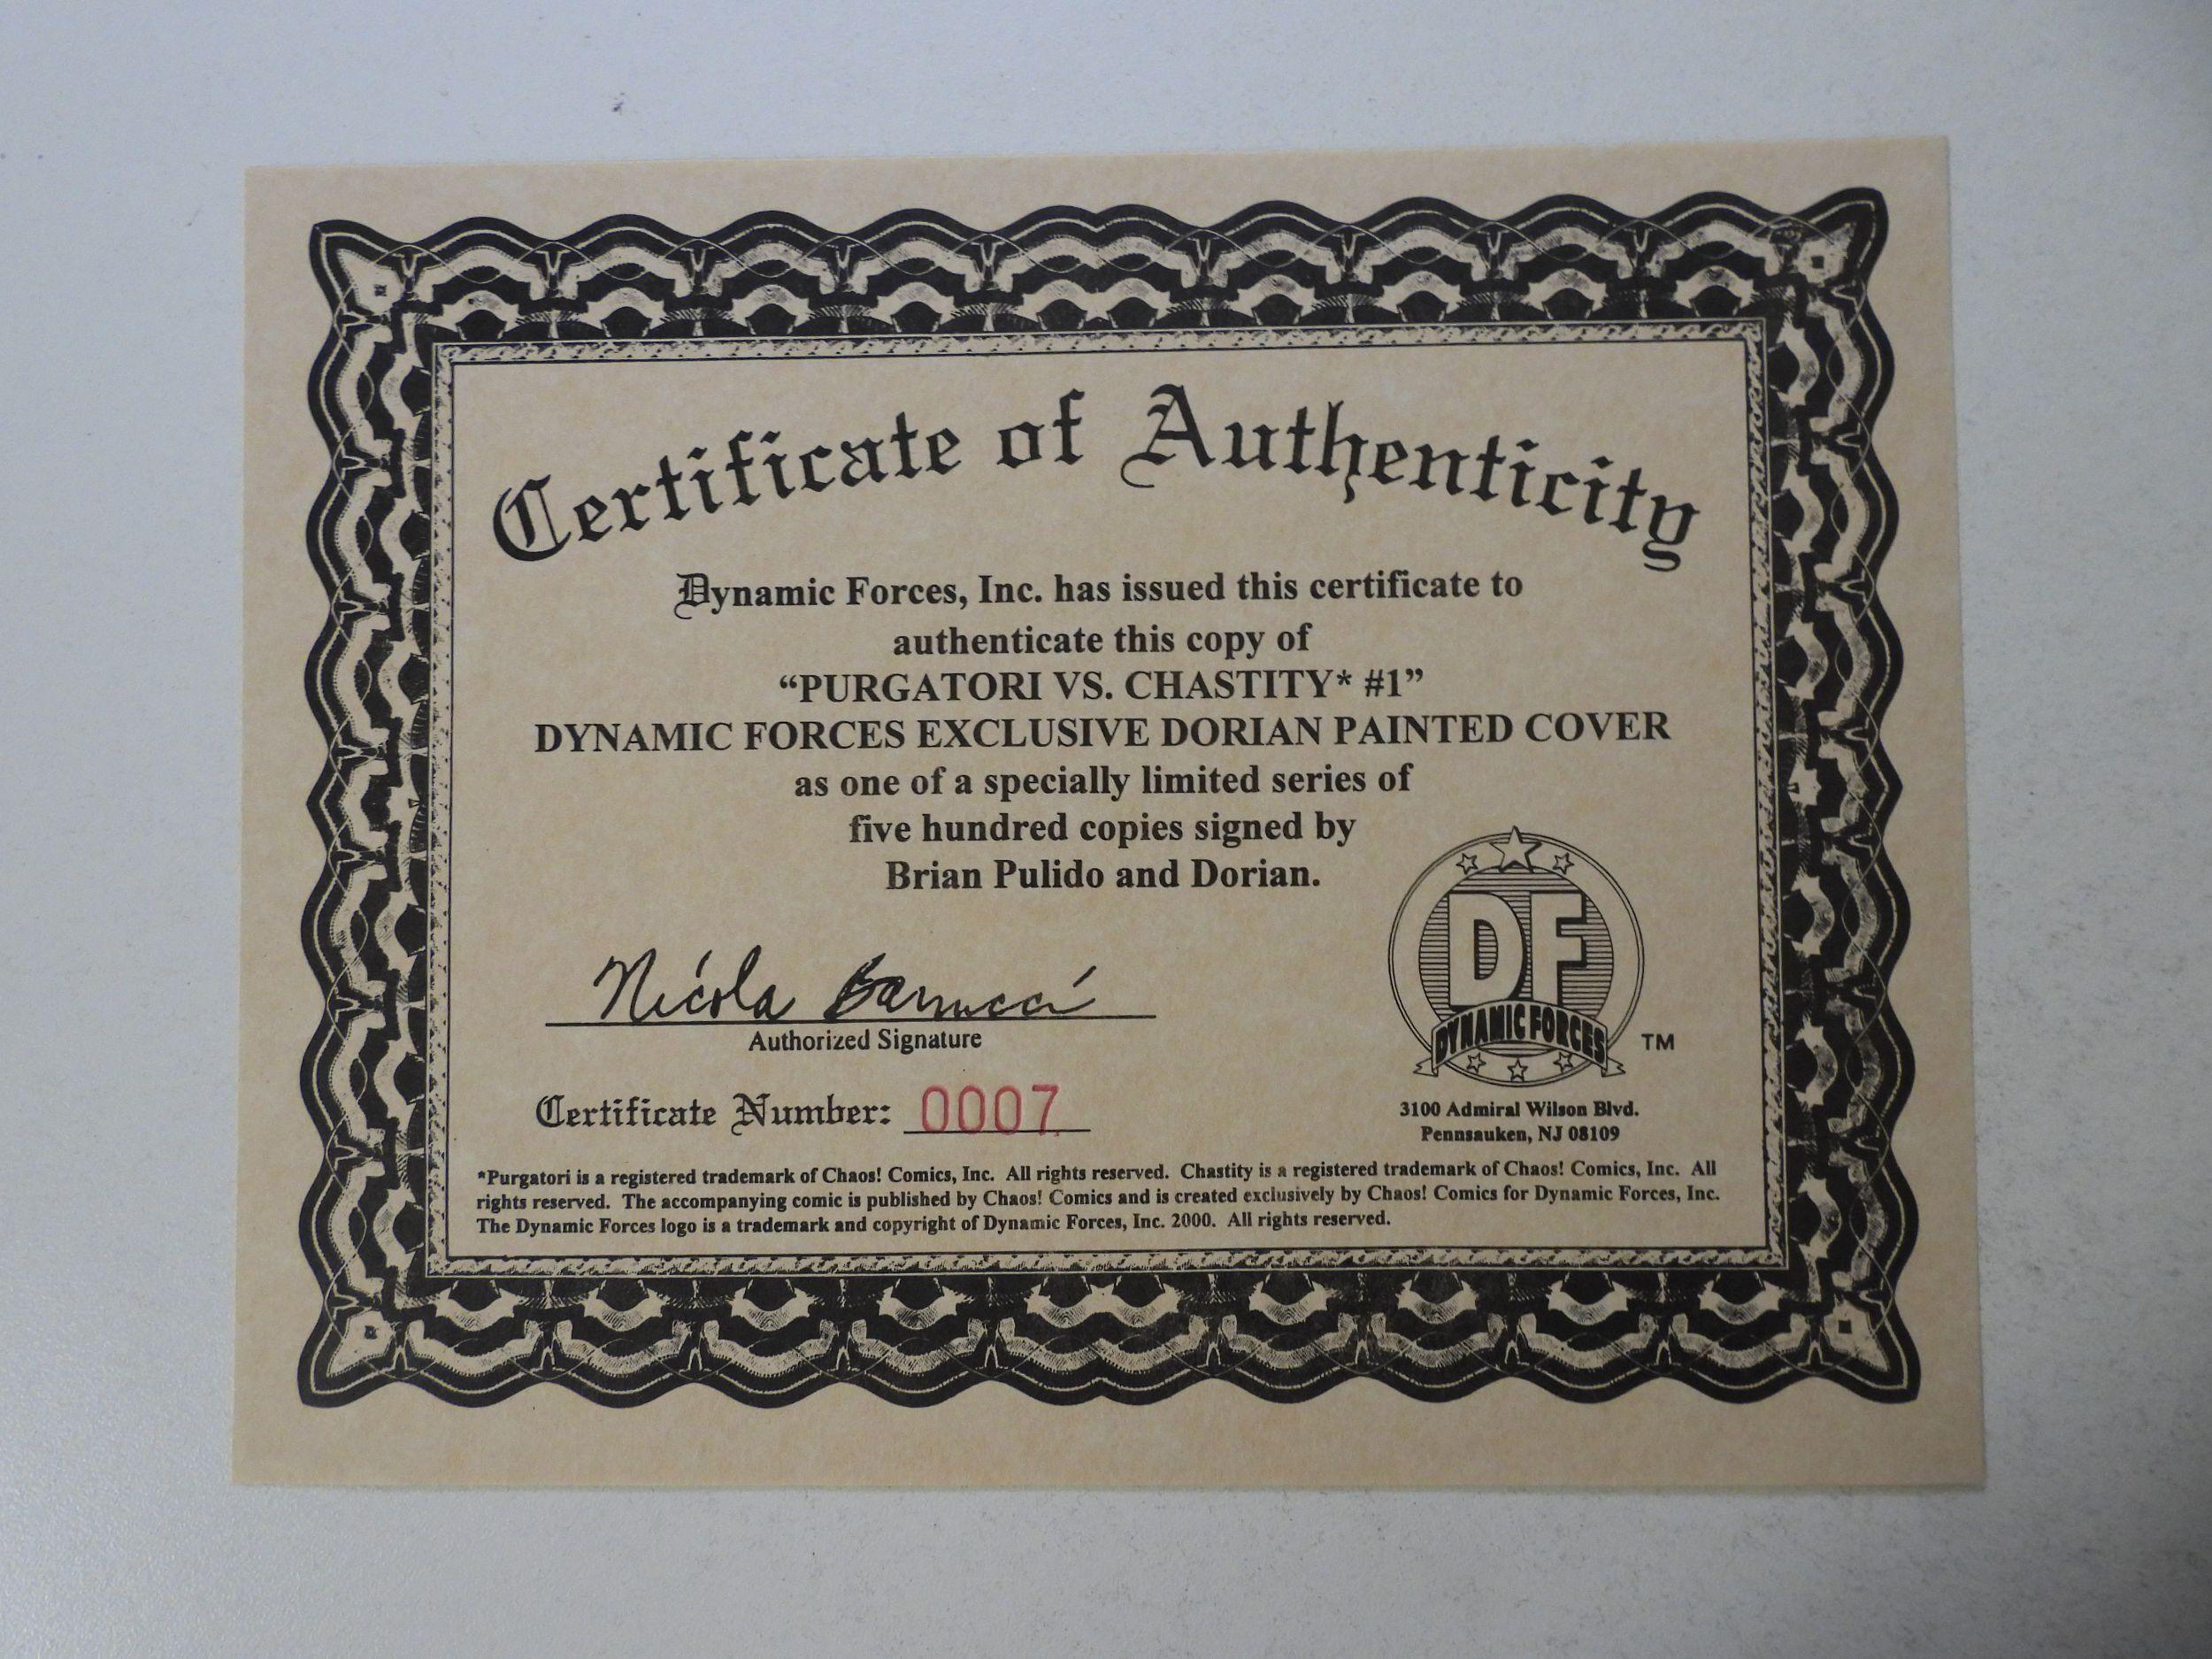 Certificate of Authenticity
Dynamic Forces, Inc. has issued this certificate to
authenticate this copy of
“PURGATORI VS. CHASTITY* #1”
DYNAMIC FORCES EXCLUSIVE DORIAN PAINTED COVER
as one of a specially limited series of
five hundred copies signed by
Brian Pulido and Dorian.
Nicola Barrucci
Authorized Signature
Certificate Number: 0007
DF
DYNAMIC FORCES
TM
3100 Admiral Wilson Blvd.
Pennsauken, NJ 08109
*Purgatori is a registered trademark of Chaos! Comics, Inc. All rights reserved. Chastity is a registered trademark of Chaos! Comics, Inc. All
rights reserved. The accompanying comic is published by Chaos! Comics and is created exclusively by Chaos! Comics for Dynamic Forces, Inc.
The Dynamic Forces logo is a trademark and copyright of Dynamic Forces, Inc. 2000. All rights reserved.